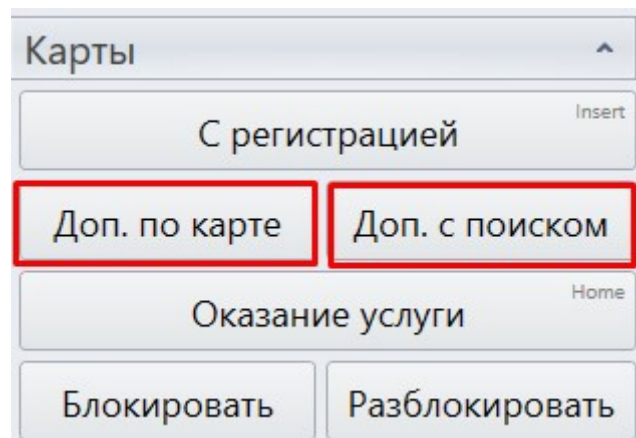 Карты
С регистрацией Insert
Доп. по карте Доп. с поиском
Оказание услуги Home
Блокировать Разблокировать